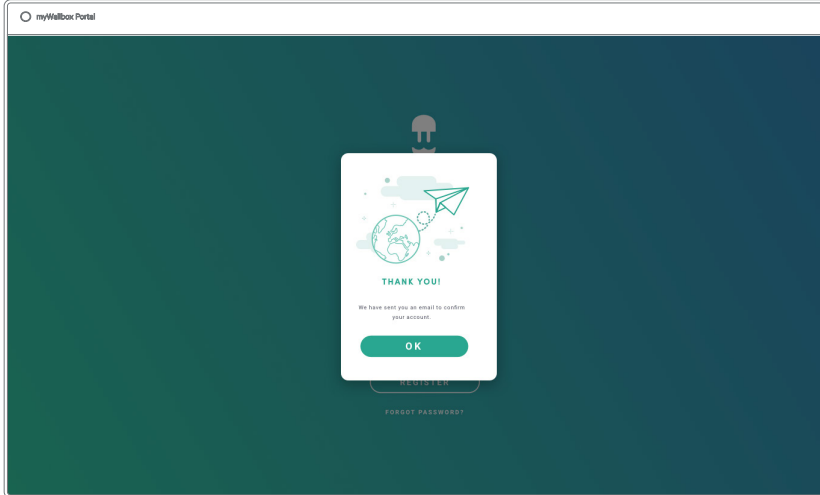 myWallbox Portal
THANK YOU!
We have sent you an email to confirm
your account.
OK
REGISTER
FORGOT PASSWORD?